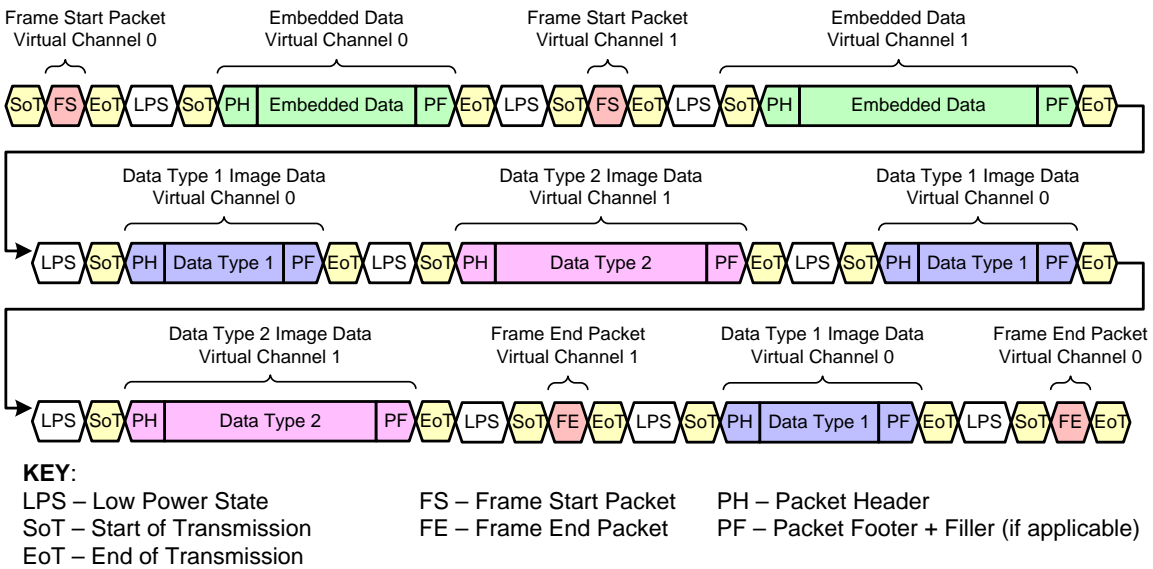 Frame Start Packet
Virtual Channel 0
Embedded Data
Virtual Channel 0
Frame Start Packet
Virtual Channel 1
Embedded Data
Virtual Channel 1
SoT FS EoT LPS SoT PH Embedded Data PF EoT LPS SoT FS EoT LPS SoT PH Embedded Data PF EoT
Data Type 1 Image Data
Virtual Channel 0
Data Type 2 Image Data
Virtual Channel 1
Data Type 1 Image Data
Virtual Channel 0
LPS SoT PH Data Type 1 PF EoT LPS SoT PH Data Type 2 PF EoT LPS SoT PH Data Type 1 PF EoT
Data Type 2 Image Data
Virtual Channel 1
Frame End Packet
Virtual Channel 1
Data Type 1 Image Data
Virtual Channel 0
Frame End Packet
Virtual Channel 0
LPS SoT PH Data Type 2 PF EoT LPS SoT FE EoT LPS SoT PH Data Type 1 PF EoT LPS SoT FE EoT
KEY:
LPS – Low Power State
SoT – Start of Transmission
EoT – End of Transmission
FS – Frame Start Packet
FE – Frame End Packet
PH – Packet Header
PF – Packet Footer + Filler (if applicable)